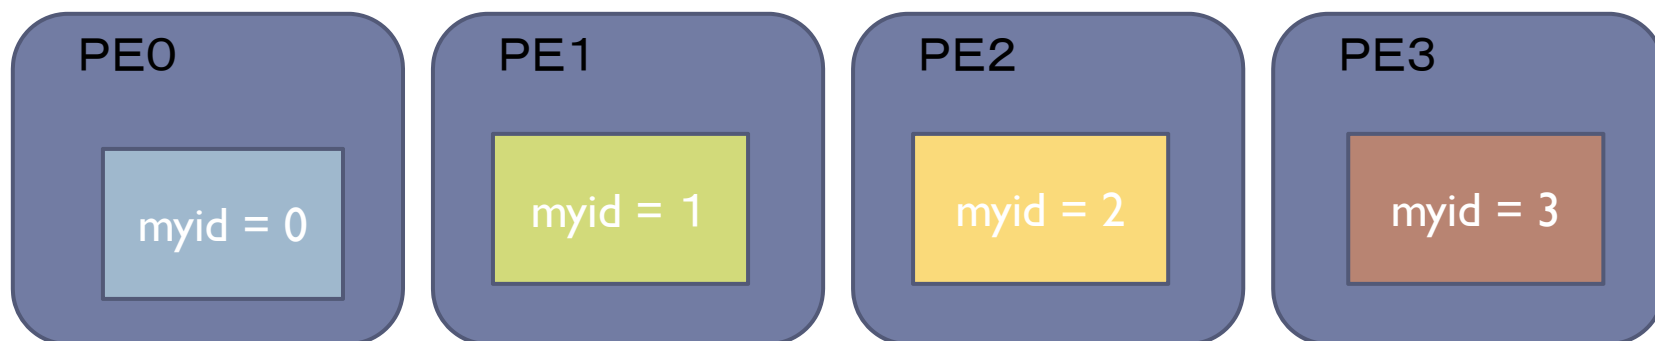 PE0
myid = 0
PE1
myid = 1
PE2
myid = 2
PE3
myid = 3